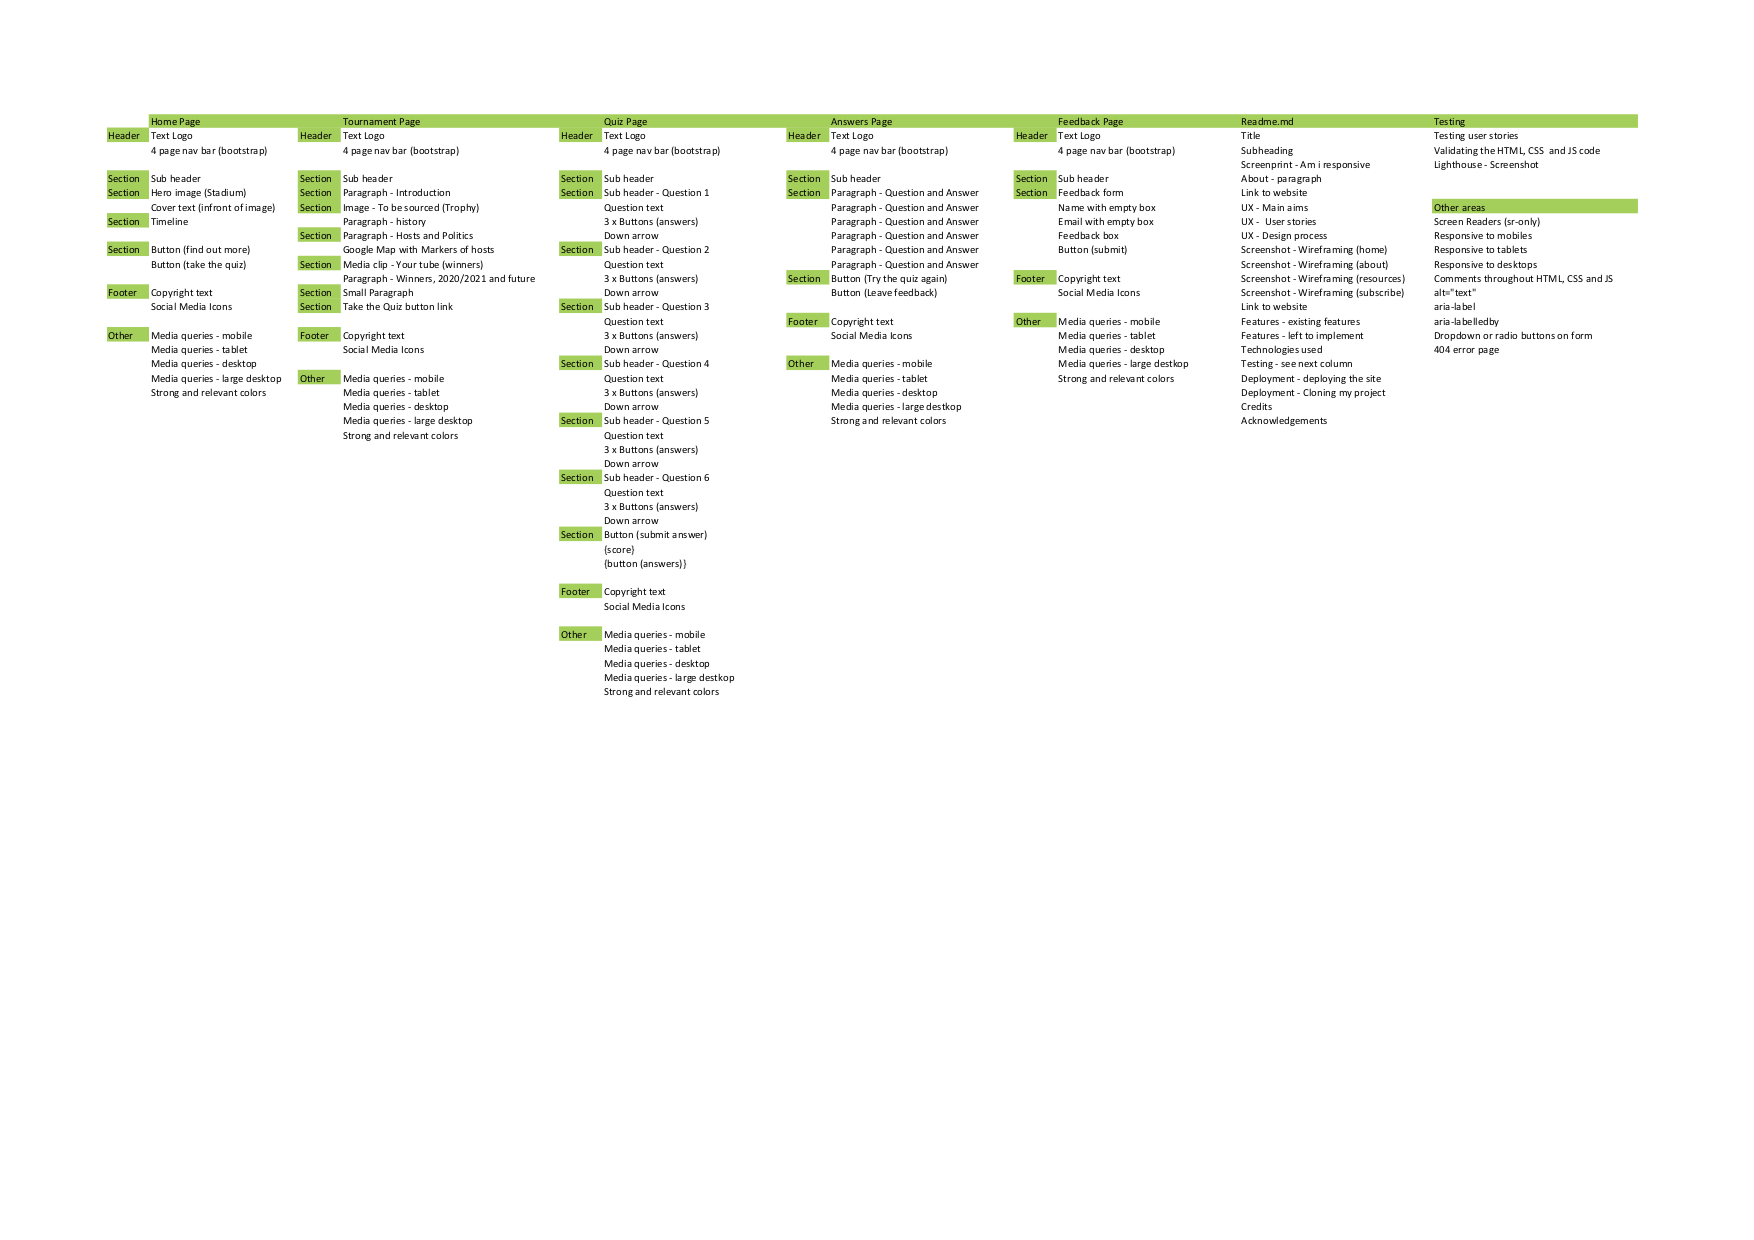 Home Page
Header Text Logo
4 page nav bar (bootstrap)
Section Sub header
Section Hero image (Stadium)
Cover text (infront of image)
Section Timeline
Section Button (find out more)
Button (take the quiz)
Footer Copyright text
Social Media Icons
Other Media queries - mobile
Media queries - tablet
Media queries - desktop
Media queries - large desktop
Strong and relevant colors
Tournament Page
Header Text Logo
4 page nav bar (bootstrap)
Section Sub header
Section Paragraph - Introduction
Section Image - To be sourced (Trophy)
Paragraph - history
Section Paragraph - Hosts and Politics
Google Map with Markers of hosts
Section Media clip - Your tube (winners)
Paragraph - Winners, 2020/2021 and future
Section Small Paragraph
Section Take the Quiz button link
Footer Copyright text
Social Media Icons
Other Media queries - mobile
Media queries - tablet
Media queries - desktop
Media queries - large desktop
Strong and relevant colors
Quiz Page
Header Text Logo
4 page nav bar (bootstrap)
Section Sub header
Section Sub header - Question 1
Question text
3 x Buttons (answers)
Down arrow
Section Sub header - Question 2
Question text
3 x Buttons (answers)
Down arrow
Section Sub header - Question 3
Question text
3 x Buttons (answers)
Down arrow
Section Sub header - Question 4
Question text
3 x Buttons (answers)
Down arrow
Section Sub header - Question 5
Question text
3 x Buttons (answers)
Down arrow
Section Sub header - Question 6
Question text
3 x Buttons (answers)
Down arrow
Section Button (submit answer)
(score)
(button (answers))
Footer Copyright text
Social Media Icons
Other Media queries - mobile
Media queries - tablet
Media queries - desktop
Media queries - large destkop
Strong and relevant colors
Answers Page
Header Text Logo
4 page nav bar (bootstrap)
Section Sub header
Section Paragraph - Question and Answer
Paragraph - Question and Answer
Paragraph - Question and Answer
Paragraph - Question and Answer
Paragraph - Question and Answer
Paragraph - Question and Answer
Section Button (Try the quiz again)
Button (Leave feedback)
Footer Copyright text
Social Media Icons
Other Media queries - mobile
Media queries - tablet
Media queries - desktop
Media queries - large destkop
Strong and relevant colors
Feedback Page
Header Text Logo
4 page nav bar (bootstrap)
Section Sub header
Section Feedback form
Name with empty box
Email with empty box
Feedback box
Button (submit)
Footer Copyright text
Social Media Icons
Other Media queries - mobile
Media queries - tablet
Media queries - desktop
Media queries - large destkop
Strong and relevant colors
Readme.md
Title
Subheading
Screenprint - Am i responsive
About - paragraph
Link to website
UX - Main aims
UX -  User stories
UX - Design process
Screenshot - Wireframing (home)
Screenshot - Wireframing (about)
Screenshot - Wireframing (resources)
Screenshot - Wireframing (subscribe)
Link to website
Features - existing features
Features - left to implement
Technologies used
Testing - see next column
Deployment - deploying the site
Deployment - Cloning my project
Credits
Acknowledgements
Testing
Testing user stories
Validating the HTML, CSS  and JS code
Lighthouse - Screenshot
Other areas
Screen Readers (sr-only)
Responsive to mobiles
Responsive to tablets
Responsive to desktops
Comments throughout HTML, CSS and JS
alt="text"
aria-label
aria-labelledby
Dropdown or radio buttons on form
404 error page